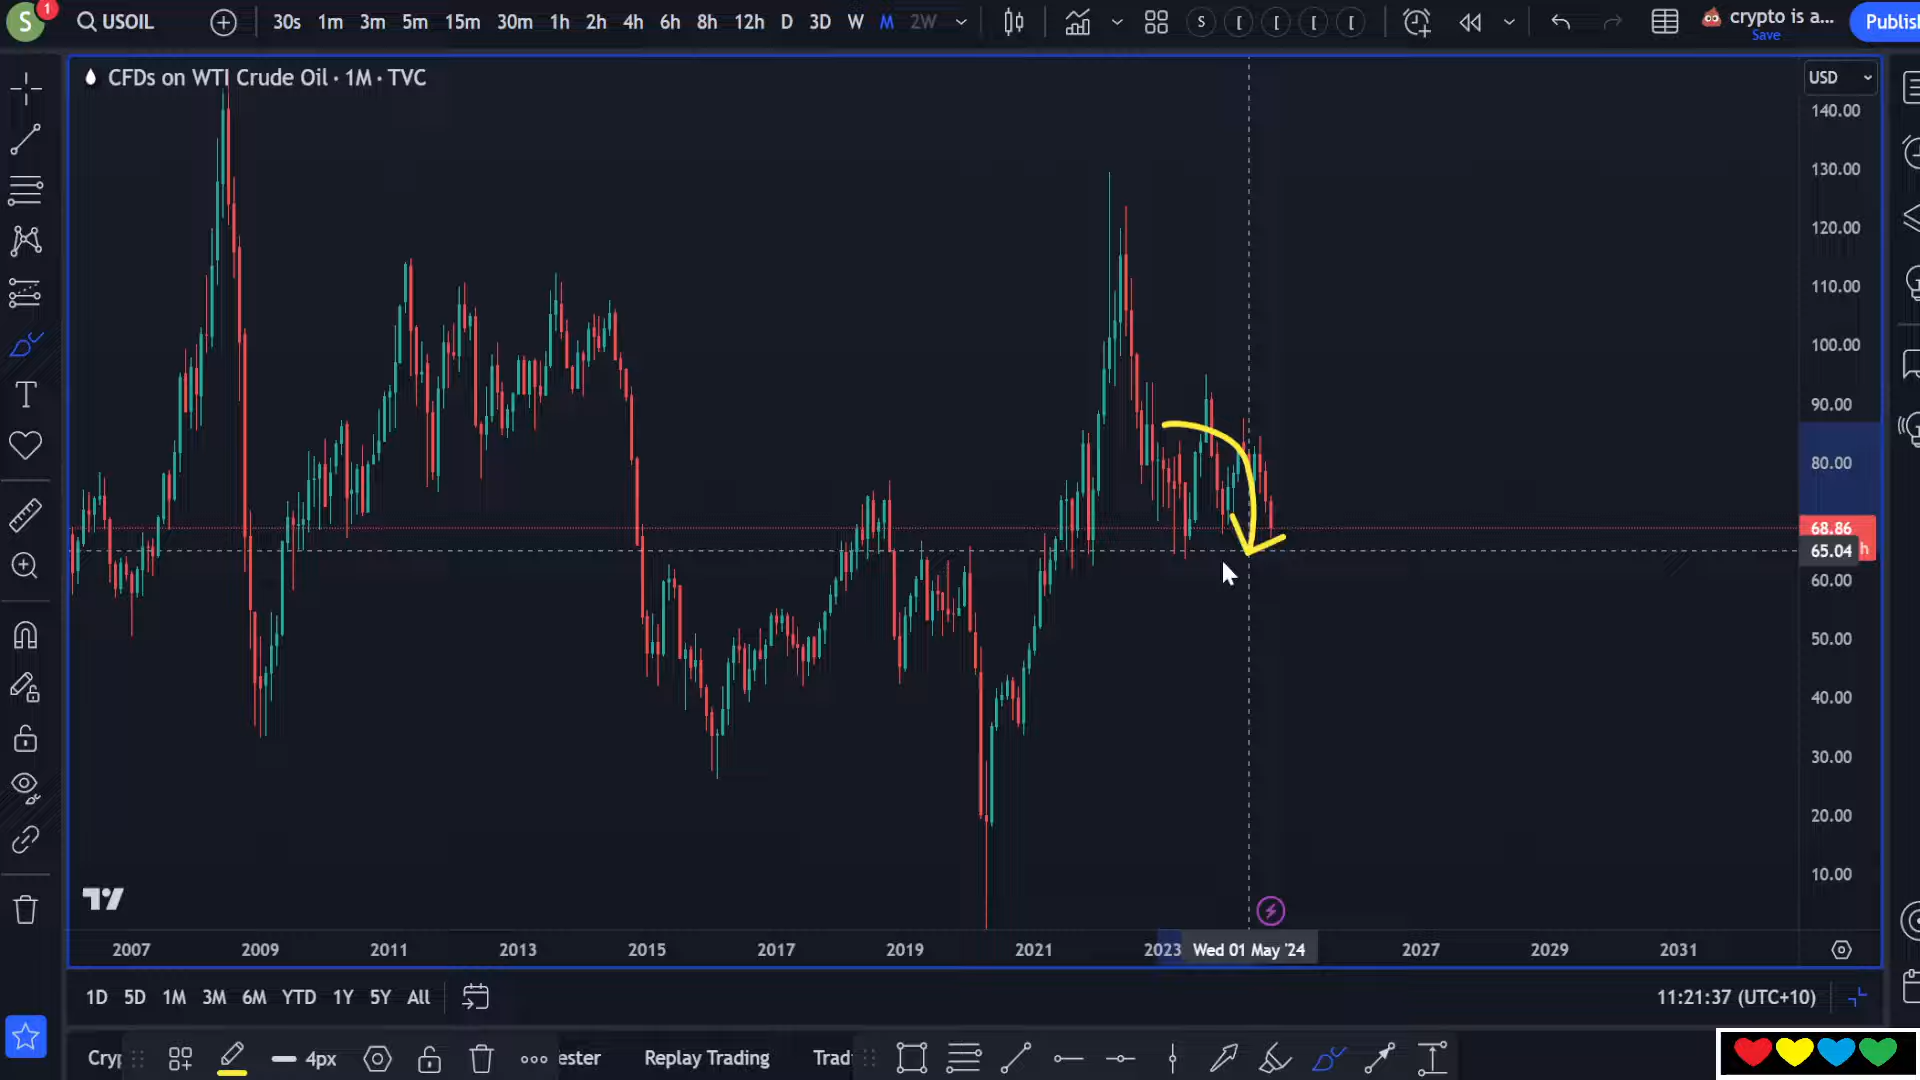 S 1 USOIL 30s 1m 3m 5m 15m 30m 1h 2h 4h 6h 8h 12h D 3D W M 2W S [ [ [ [ crypto is a... Publis
Save
CFDs on WTI Crude Oil · 1M · TVC
USD
140.00
130.00
120.00
110.00
100.00
90.00
80.00
68.86
65.04 h
60.00
50.00
40.00
30.00
20.00
10.00
2007 2009 2011 2013 2015 2017 2019 2021 2023 Wed 01 May '24 2027 2029 2031
1D 5D 1M 3M 6M YTD 1Y 5Y All 11:21:37 (UTC+10)
Cry 4px ester Replay Trading Trad